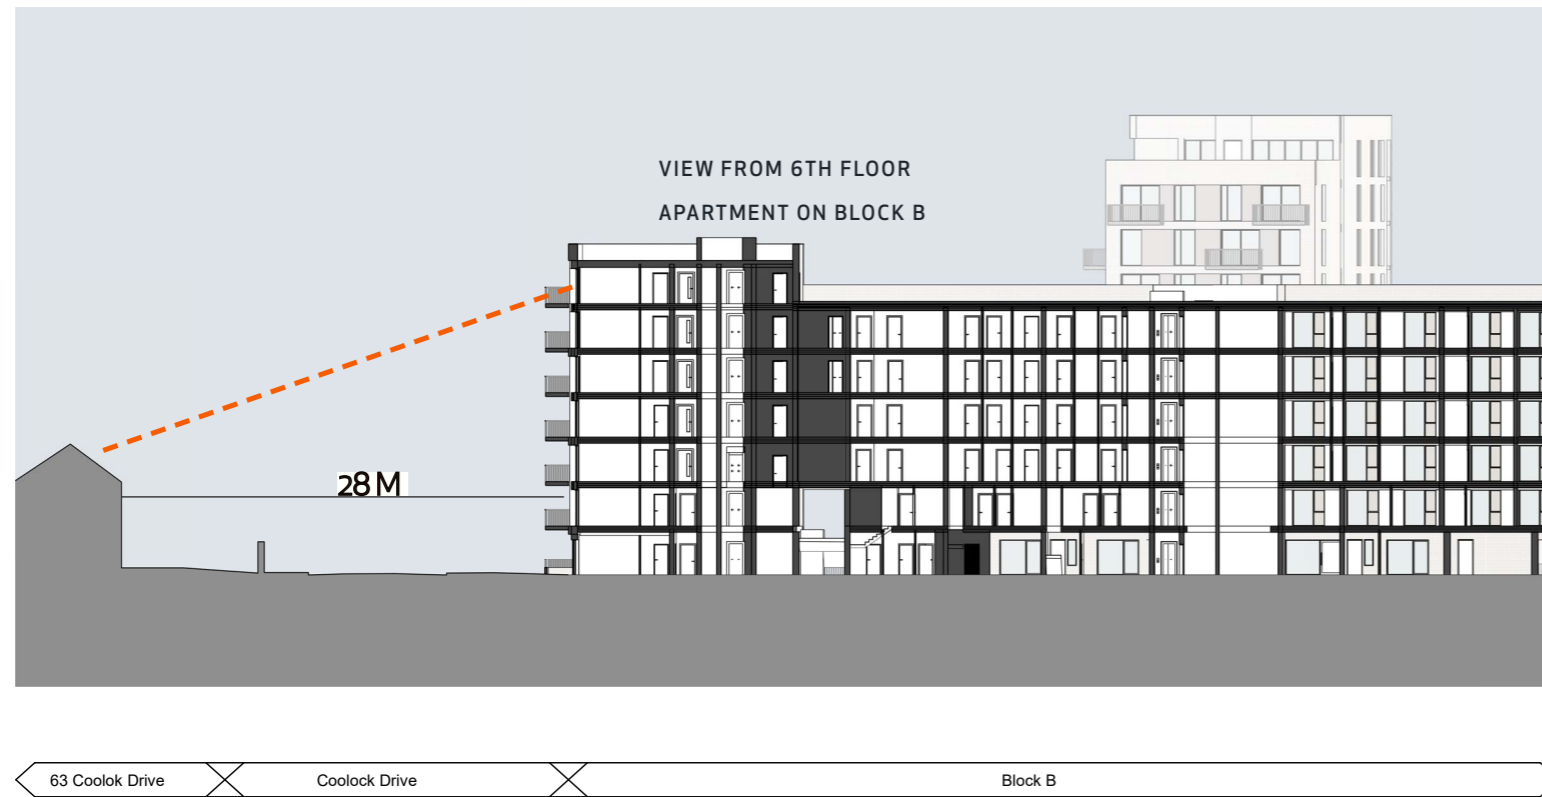 VIEW FROM 6TH FLOOR
APARTMENT ON BLOCK B
28 M
63 Coolok Drive
Coolock Drive
Block B